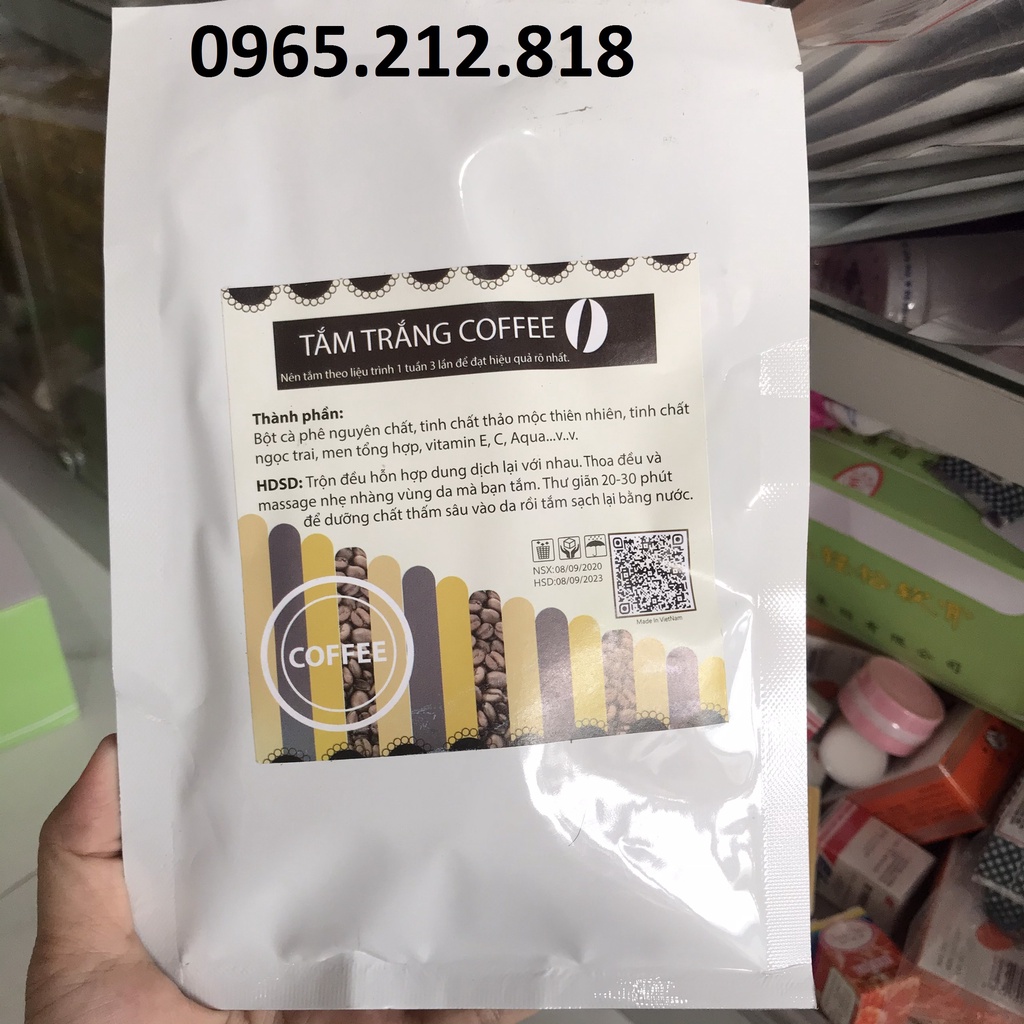 0965.212.818
TẮM TRẮNG COFFEE
Nên tắm theo liệu trình 1 tuần 3 lần để đạt hiệu quả rõ nhất.
Thành phần:
Bột cà phê nguyên chất, tinh chất thảo mộc thiên nhiên, tinh chất
ngọc trai, men tổng hợp, vitamin E, C, Aqua...v..v.
HDSD: Trộn đều hỗn hợp dung dịch lại với nhau. Thoa đều và
massage nhẹ nhàng vùng da mà bạn tắm. Thư giãn 20-30 phút
để dưỡng chất thấm sâu vào da rồi tắm sạch lại bằng nước.
NSX:08/09/2020
HSD:08/09/2023
Made In VietNam
COFFEE